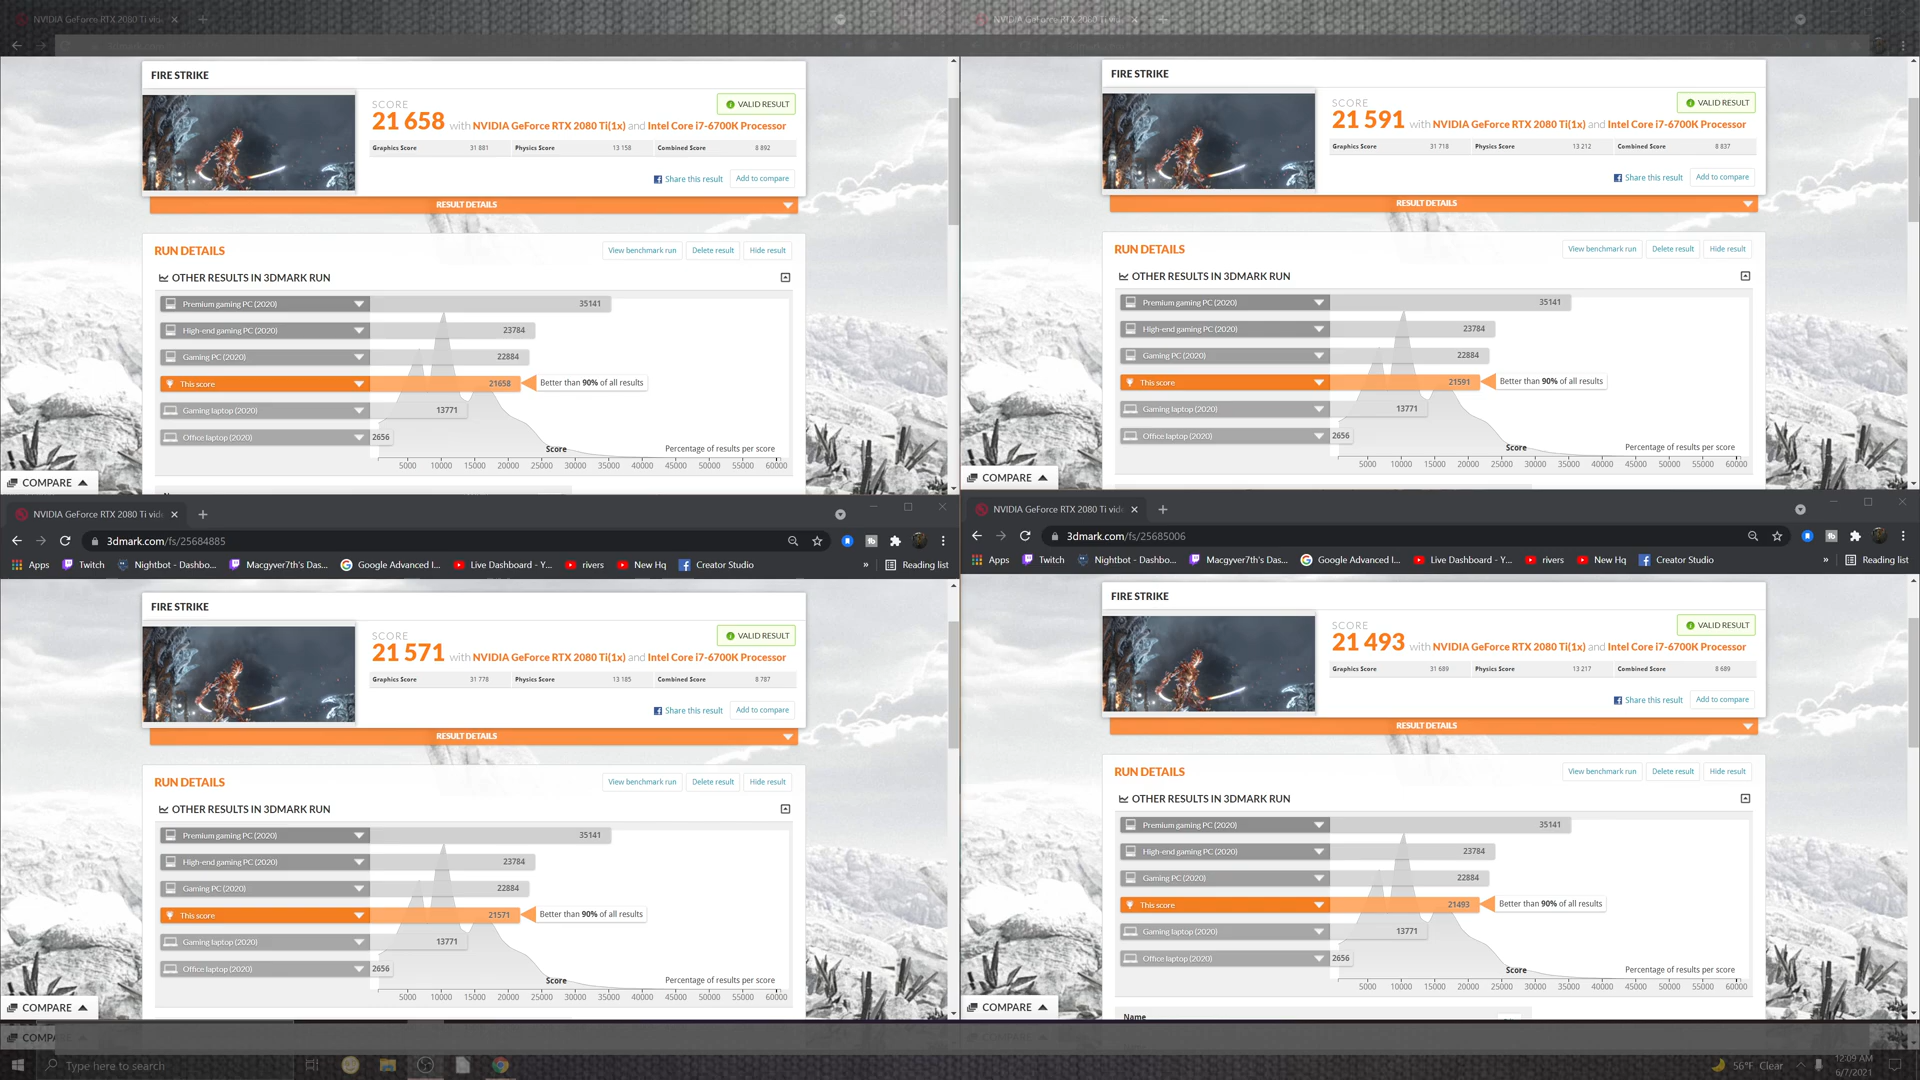 NVIDIA GeForce RTX 2080 Ti vid
3dmark.com
FIRE STRIKE
SCORE
VALID RESULT
21 658 with NVIDIA GeForce RTX 2080 Ti(1x) and Intel Core i7-6700K Processor
Graphics Score 31 881 Physics Score 13 158 Combined Score 8 892
Share this result Add to compare
RESULT DETAILS
RUN DETAILS
View benchmark run Delete result Hide result
OTHER RESULTS IN 3DMARK RUN
Premium gaming PC (2020) 35141
High-end gaming PC (2020) 23784
Gaming PC (2020) 22884
This score 21658 Better than 90% of all results
Gaming laptop (2020) 13771
Office laptop (2020) 2656
Score Percentage of results per score
5000 10000 15000 20000 25000 30000 35000 40000 45000 50000 55000 60000
COMPARE
NVIDIA GeForce RTX 2080 Ti vid
FIRE STRIKE
SCORE
VALID RESULT
21 591 with NVIDIA GeForce RTX 2080 Ti(1x) and Intel Core i7-6700K Processor
Graphics Score 31 718 Physics Score 13 212 Combined Score 8 837
Share this result Add to compare
RESULT DETAILS
RUN DETAILS
View benchmark run Delete result Hide result
OTHER RESULTS IN 3DMARK RUN
Premium gaming PC (2020) 35141
High-end gaming PC (2020) 23784
Gaming PC (2020) 22884
This score 21591 Better than 90% of all results
Gaming laptop (2020) 13771
Office laptop (2020) 2656
Score Percentage of results per score
5000 10000 15000 20000 25000 30000 35000 40000 45000 50000 55000 60000
COMPARE
NVIDIA GeForce RTX 2080 Ti vid
3dmark.com/fs/25684885
Apps Twitch Nightbot - Dashbo... Macgyver7th's Das... Google Advanced I... Live Dashboard - Y... rivers New Hq Creator Studio » Reading list
FIRE STRIKE
SCORE
VALID RESULT
21 571 with NVIDIA GeForce RTX 2080 Ti(1x) and Intel Core i7-6700K Processor
Graphics Score 31 778 Physics Score 13 185 Combined Score 8 787
Share this result Add to compare
RESULT DETAILS
RUN DETAILS
View benchmark run Delete result Hide result
OTHER RESULTS IN 3DMARK RUN
Premium gaming PC (2020) 35141
High-end gaming PC (2020) 23784
Gaming PC (2020) 22884
This score 21571 Better than 90% of all results
Gaming laptop (2020) 13771
Office laptop (2020) 2656
Score Percentage of results per score
5000 10000 15000 20000 25000 30000 35000 40000 45000 50000 55000 60000
COMPARE
NVIDIA GeForce RTX 2080 Ti vid
3dmark.com/fs/25685006
Apps Twitch Nightbot - Dashbo... Macgyver7th's Das... Google Advanced I... Live Dashboard - Y... rivers New Hq Creator Studio » Reading list
FIRE STRIKE
SCORE
VALID RESULT
21 493 with NVIDIA GeForce RTX 2080 Ti(1x) and Intel Core i7-6700K Processor
Graphics Score 31 689 Physics Score 13 217 Combined Score 8 689
Share this result Add to compare
RESULT DETAILS
RUN DETAILS
View benchmark run Delete result Hide result
OTHER RESULTS IN 3DMARK RUN
Premium gaming PC (2020) 35141
High-end gaming PC (2020) 23784
Gaming PC (2020) 22884
This score 21493 Better than 90% of all results
Gaming laptop (2020) 13771
Office laptop (2020) 2656
Score Percentage of results per score
5000 10000 15000 20000 25000 30000 35000 40000 45000 50000 55000 60000
COMPARE
Name
COMPA
Type here to search
56°F Clear
12:09 AM
6/7/2021